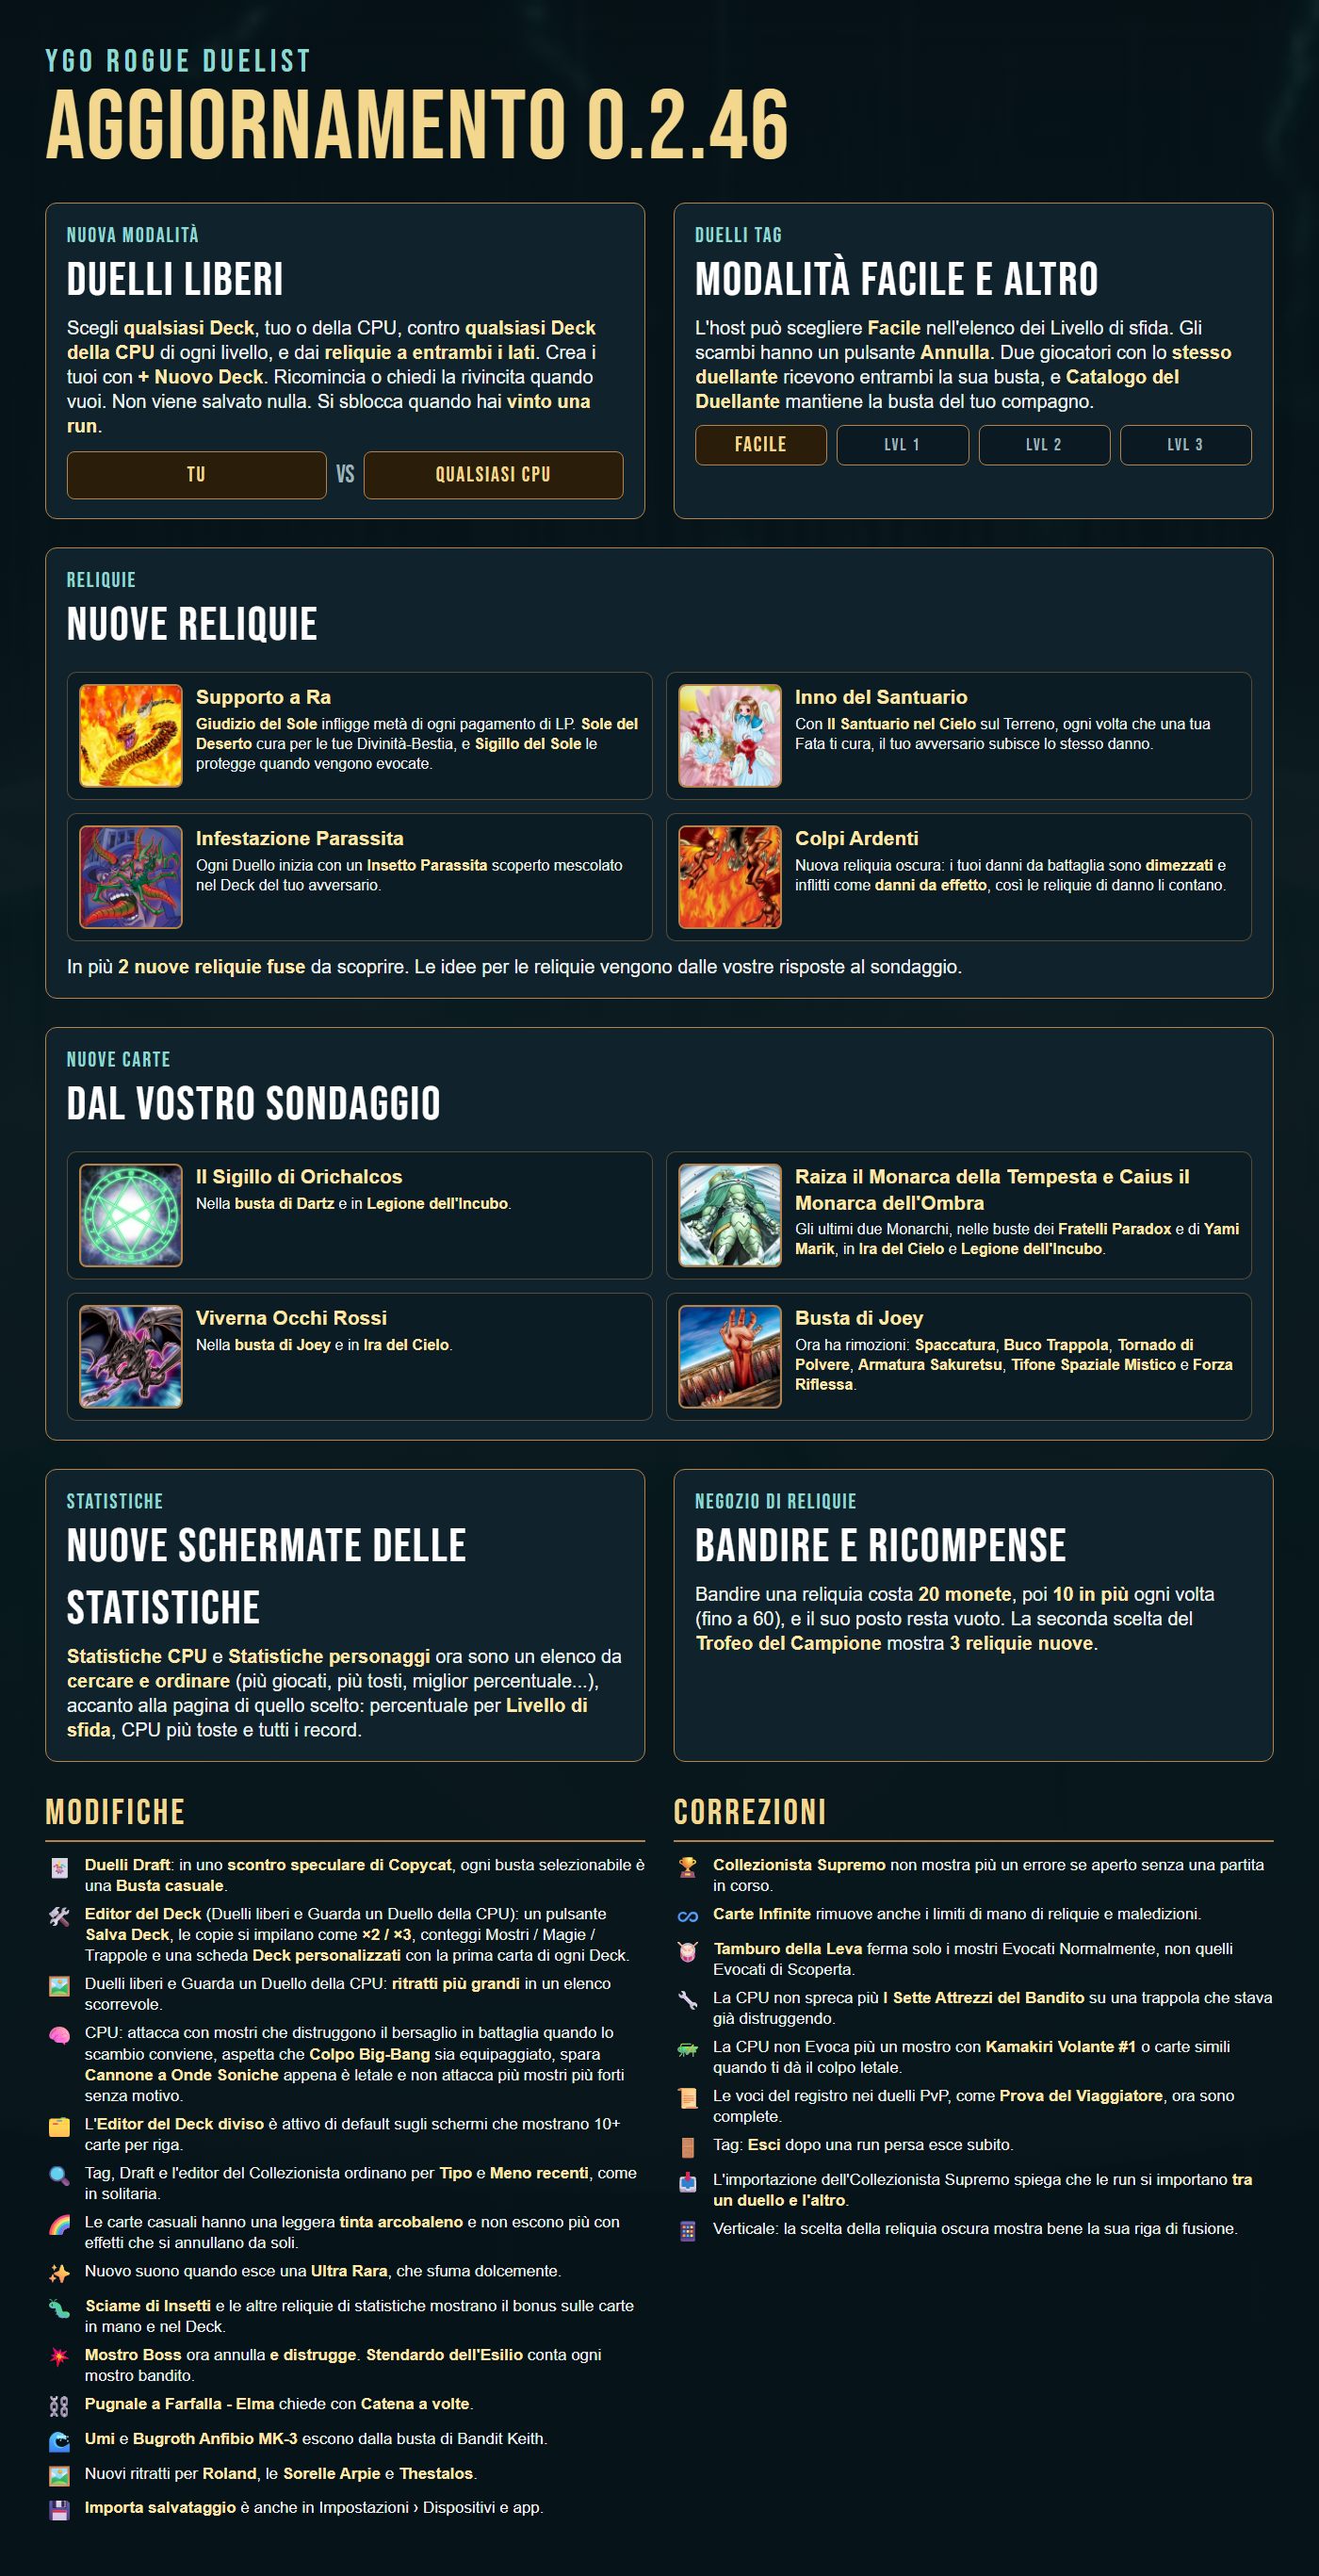 YGO ROGUE DUELIST
AGGIORNAMENTO 0.2.46
NUOVA MODALITÀ
DUELLI LIBERI
Scegli qualsiasi Deck, tuo o della CPU, contro qualsiasi Deck
della CPU di ogni livello, e dai reliquie a entrambi i lati. Crea i
tuoi con + Nuovo Deck. Ricomincia o chiedi la rivincita quando
vuoi. Non viene salvato nulla. Si sblocca quando hai vinto una
run.
TU
VS
QUALSIASI CPU
DUELLI TAG
MODALITÀ FACILE E ALTRO
L'host può scegliere Facile nell'elenco dei Livello di sfida. Gli
scambi hanno un pulsante Annulla. Due giocatori con lo stesso
duellante ricevono entrambi la sua busta, e Catalogo del
Duellante mantiene la busta del tuo compagno.
FACILE
LVL 1
LVL 2
LVL 3
RELIQUIE
NUOVE RELIQUIE
Supporto a Ra
Giudizio del Sole infligge metà di ogni pagamento di LP. Sole del
Deserto cura per le tue Divinità-Bestia, e Sigillo del Sole le
protegge quando vengono evocate.
Inno del Santuario
Con Il Santuario nel Cielo sul Terreno, ogni volta che una tua
Fata ti cura, il tuo avversario subisce lo stesso danno.
Infestazione Parassita
Ogni Duello inizia con un Insetto Parassita scoperto mescolato
nel Deck del tuo avversario.
Colpi Ardenti
Nuova reliquia oscura: i tuoi danni da battaglia sono dimezzati e
inflitti come danni da effetto, così le reliquie di danno li contano.
In più 2 nuove reliquie fuse da scoprire. Le idee per le reliquie vengono dalle vostre risposte al sondaggio.
NUOVE CARTE
DAL VOSTRO SONDAGGIO
Il Sigillo di Orichalcos
Nella busta di Dartz e in Legione dell'Incubo.
Raiza il Monarca della Tempesta e Caius il
Monarca dell'Ombra
Gli ultimi due Monarchi, nelle buste dei Fratelli Paradox e di Yami
Marik, in Ira del Cielo e Legione dell'Incubo.
Viverna Occhi Rossi
Nella busta di Joey e in Ira del Cielo.
Busta di Joey
Ora ha rimozioni: Spaccatura, Buco Trappola, Tornado di
Polvere, Armatura Sakuretsu, Tifone Spaziale Mistico e Forza
Riflessa.
STATISTICHE
NUOVE SCHERMATE DELLE
STATISTICHE
Statistiche CPU e Statistiche personaggi ora sono un elenco da
cercare e ordinare (più giocati, più tosti, miglior percentuale...),
accanto alla pagina di quello scelto: percentuale per Livello di
sfida, CPU più toste e tutti i record.
NEGOZIO DI RELIQUIE
BANDIRE E RICOMPENSE
Bandire una reliquia costa 20 monete, poi 10 in più ogni volta
(fino a 60), e il suo posto resta vuoto. La seconda scelta del
Trofeo del Campione mostra 3 reliquie nuove.
MODIFICHE
Duelli Draft: in uno scontro speculare di Copycat, ogni busta selezionabile è
una Busta casuale.
Editor del Deck (Duelli liberi e Guarda un Duello della CPU): un pulsante
Salva Deck, le copie si impilano come ×2 / ×3, conteggi Mostri / Magie /
Trappole e una scheda Deck personalizzati con la prima carta di ogni Deck.
Duelli liberi e Guarda un Duello della CPU: ritratti più grandi in un elenco
scorrevole.
CPU: attacca con mostri che distruggono il bersaglio in battaglia quando lo
scambio conviene, aspetta che Colpo Big-Bang sia equipaggiato, spara
Cannone a Onde Soniche appena è letale e non attacca più mostri più forti
senza motivo.
L'Editor del Deck diviso è attivo di default sugli schermi che mostrano 10+
carte per riga.
Tag, Draft e l'editor del Collezionista ordinano per Tipo e Meno recenti, come
in solitaria.
Le carte casuali hanno una leggera tinta arcobaleno e non escono più con
effetti che si annullano da soli.
Nuovo suono quando esce una Ultra Rara, che sfuma dolcemente.
Sciame di Insetti e le altre reliquie di statistiche mostrano il bonus sulle carte
in mano e nel Deck.
Mostro Boss ora annulla e distrugge. Stendardo dell'Esilio conta ogni
mostro bandito.
Pugnale a Farfalla - Elma chiede con Catena a volte.
Umi e Bugroth Anfibio MK-3 escono dalla busta di Bandit Keith.
Nuovi ritratti per Roland, le Sorelle Arpie e Thestalos.
Importa salvataggio è anche in Impostazioni › Dispositivi e app.
CORREZIONI
Collezionista Supremo non mostra più un errore se aperto senza una partita
in corso.
Carte Infinite rimuove anche i limiti di mano di reliquie e maledizioni.
Tamburo della Leva ferma solo i mostri Evocati Normalmente, non quelli
Evocati di Scoperta.
La CPU non spreca più I Sette Attrezzi del Bandito su una trappola che stava
già distruggendo.
La CPU non Evoca più un mostro con Kamakiri Volante #1 o carte simili
quando ti dà il colpo letale.
Le voci del registro nei duelli PvP, come Prova del Viaggiatore, ora sono
complete.
Tag: Esci dopo una run persa esce subito.
L'importazione dell'Collezionista Supremo spiega che le run si importano tra
un duello e l'altro.
Verticale: la scelta della reliquia oscura mostra bene la sua riga di fusione.